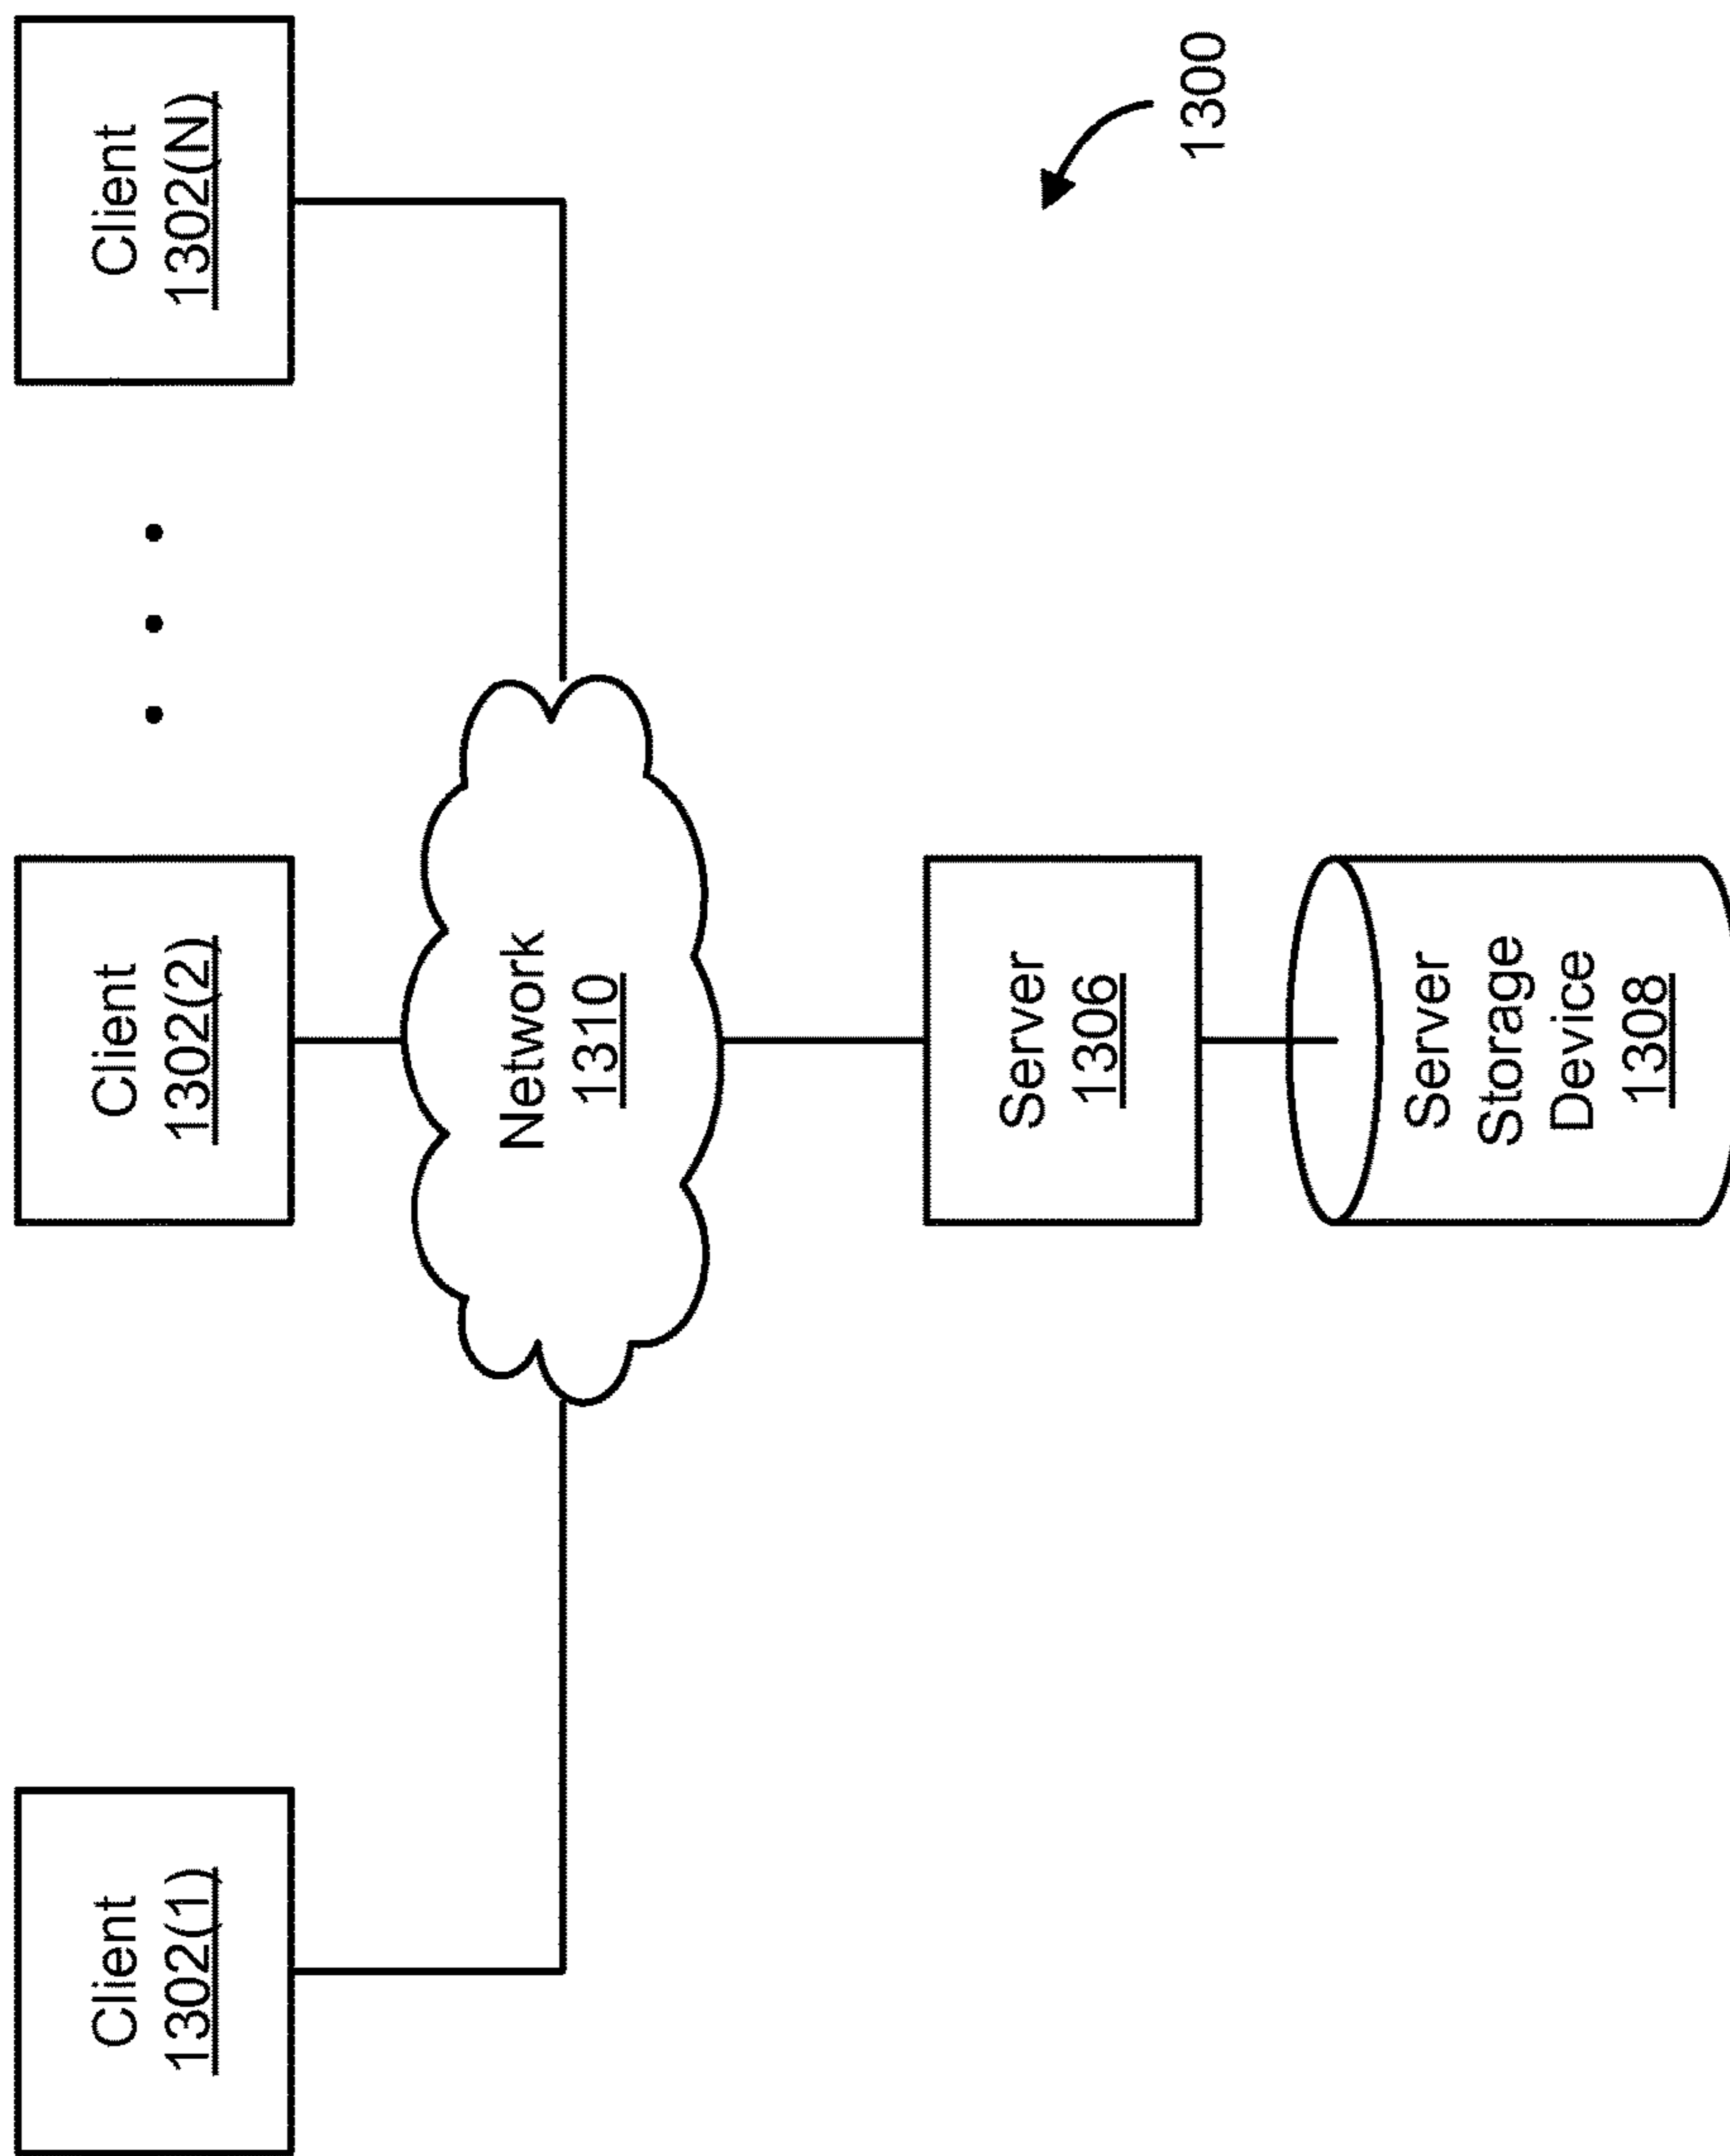 Client
1302(1)
Client
1302(2)
• • •
Client
1302(N)
Network
1310
Server
1306
Server
Storage
Device
1308
1300